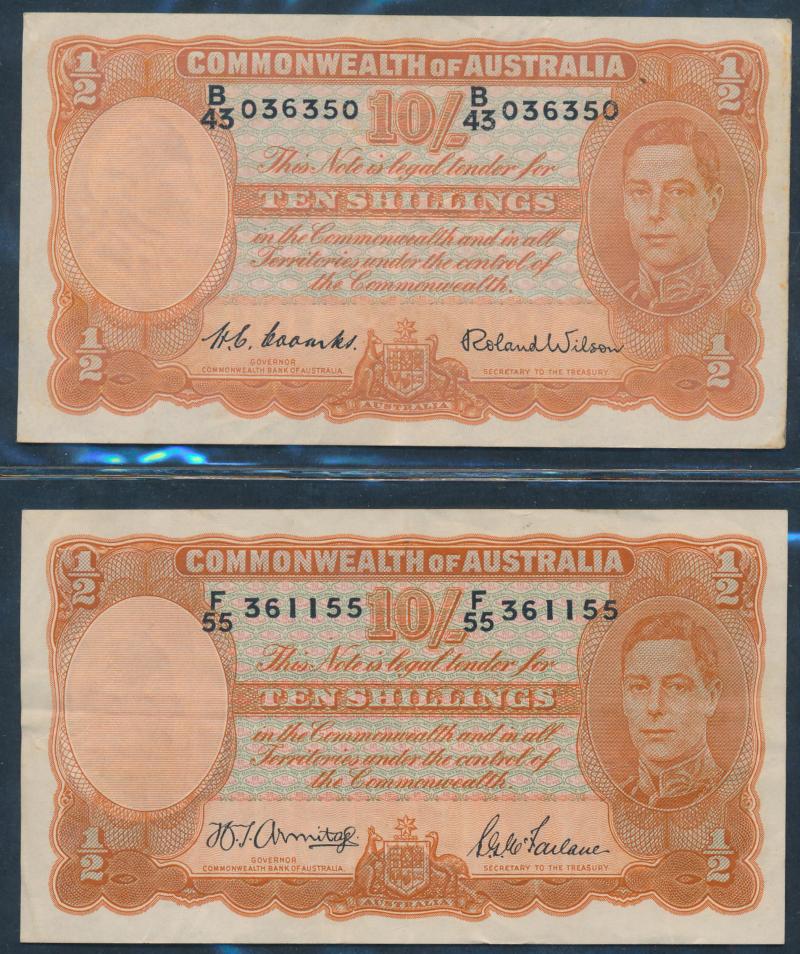 1/2 COMMONWEALTH OF AUSTRALIA 1/2
B/43 036350 10/- B/43 036350
This Note is legal tender for
TEN SHILLINGS
in the Commonwealth and in all
Territories under the control of
the Commonwealth.
1/2 H. C. Coombs. Roland Wilson 1/2
GOVERNOR
COMMONWEALTH BANK OF AUSTRALIA. SECRETARY TO THE TREASURY.
AUSTRALIA
1/2 COMMONWEALTH OF AUSTRALIA 1/2
F/55 361155 10/- F/55 361155
This Note is legal tender for
TEN SHILLINGS
in the Commonwealth and in all
Territories under the control of
the Commonwealth.
1/2 H. T. Armitage S. G. McFarlane 1/2
GOVERNOR
COMMONWEALTH BANK OF AUSTRALIA. SECRETARY TO THE TREASURY.
AUSTRALIA